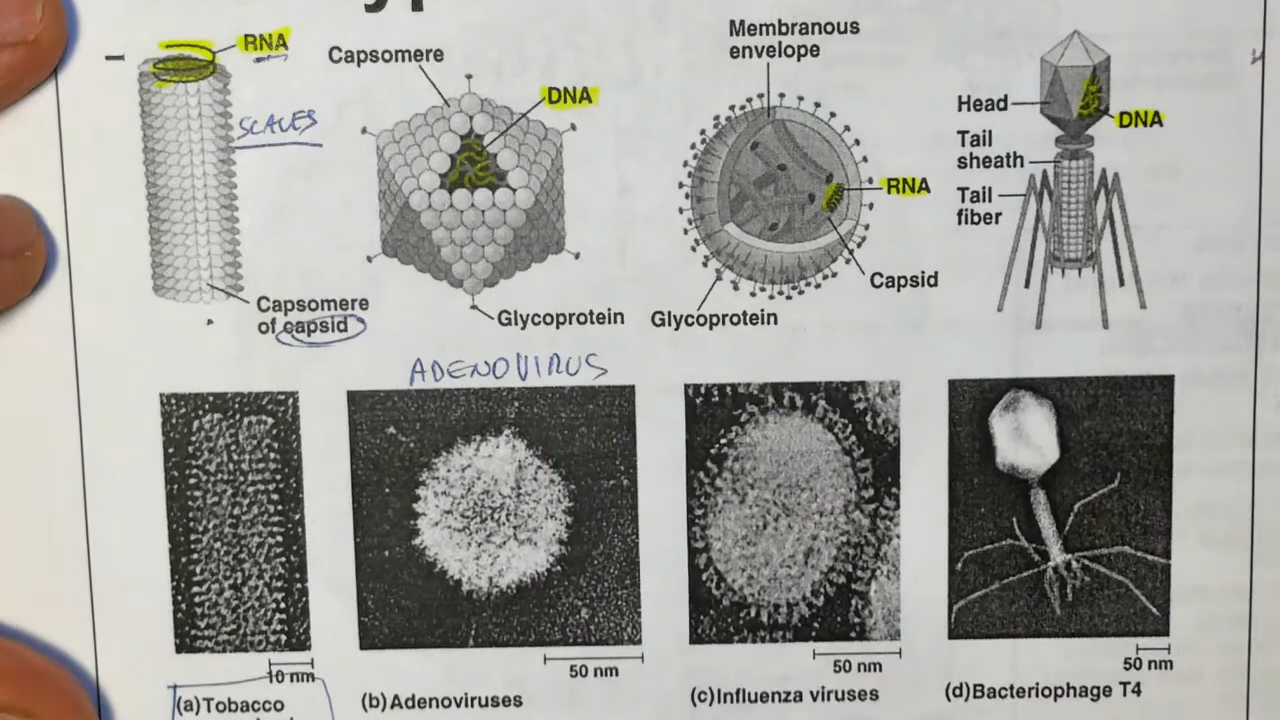 RNA
SCALES
Capsomere
of capsid
Capsomere
DNA
Glycoprotein
Membranous
envelope
RNA
Capsid
Glycoprotein
Head
DNA
Tail
sheath
Tail
fiber
ADENOVIRUS
10 nm
50 nm
50 nm
50 nm
(a)Tobacco
(b)Adenoviruses
(c)Influenza viruses
(d)Bacteriophage T4